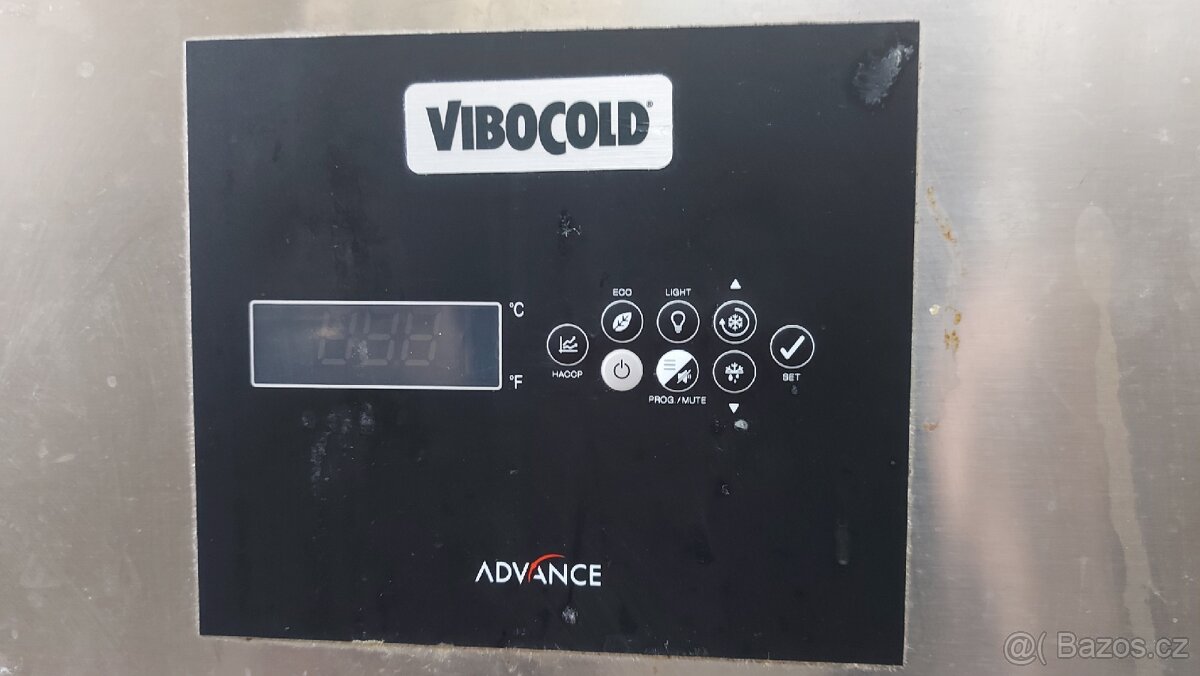 VIBOCOLD®
°C
°F
ECO LIGHT
HACCP
PROG./MUTE
SET
ADVANCE
@( Bazos.cz